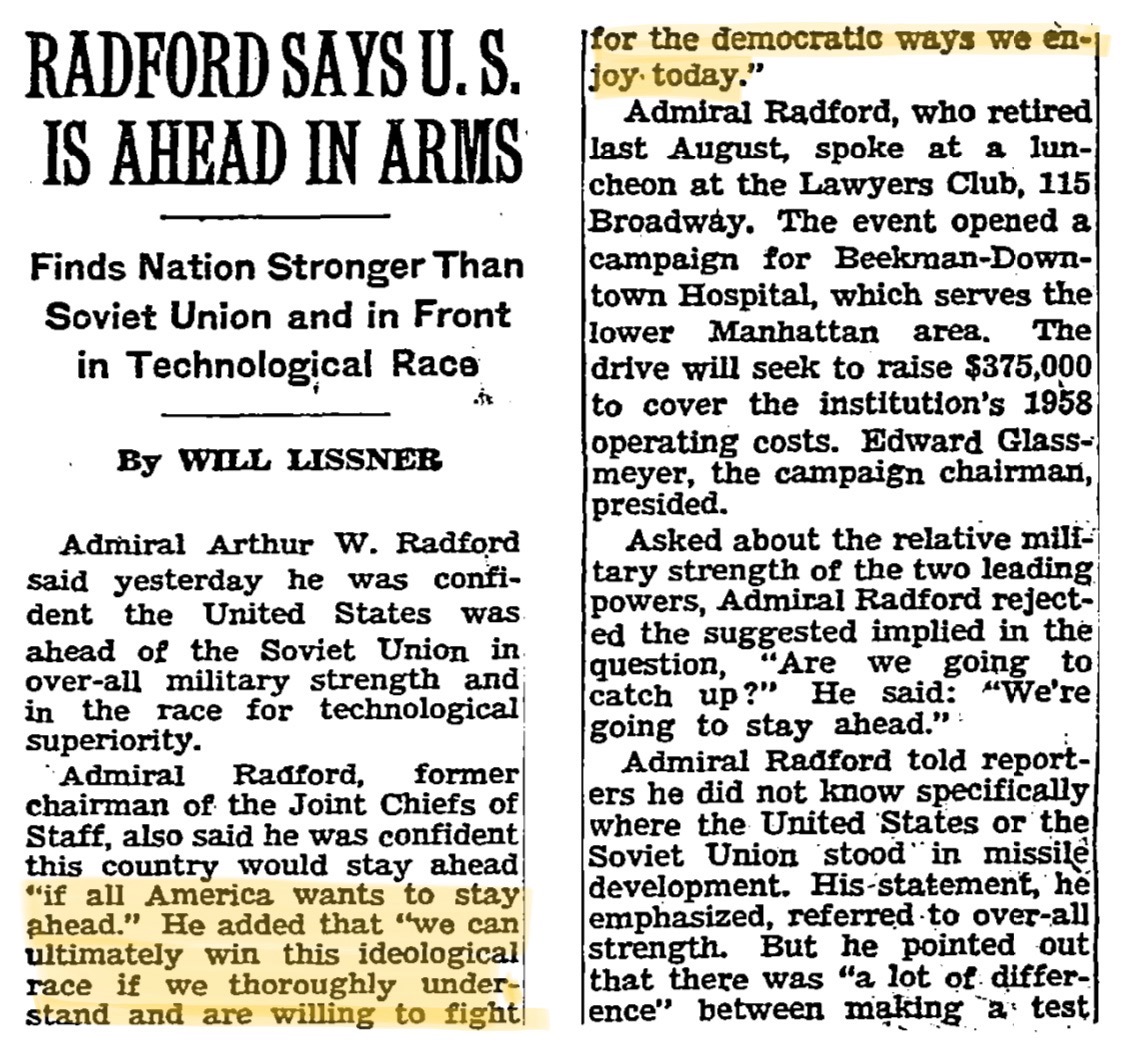 RADFORD SAYS U. S.
IS AHEAD IN ARMS
Finds Nation Stronger Than
Soviet Union and in Front
in Technological Race
By WILL LISSNER
Admiral Arthur W. Radford
said yesterday he was confi-
dent the United States was
ahead of the Soviet Union in
over-all military strength and
in the race for technological
superiority.
Admiral Radford, former
chairman of the Joint Chiefs of
Staff, also said he was confident
this country would stay ahead
"if all America wants to stay
ahead." He added that "we can
ultimately win this ideological
race if we thoroughly under-
stand and are willing to fight
for the democratic ways we en-
joy today."
Admiral Radford, who retired
last August, spoke at a lun-
cheon at the Lawyers Club, 115
Broadway. The event opened a
campaign for Beekman-Down-
town Hospital, which serves the
lower Manhattan area. The
drive will seek to raise $375,000
to cover the institution's 1958
operating costs. Edward Glass-
meyer, the campaign chairman,
presided.
Asked about the relative mili-
tary strength of the two leading
powers, Admiral Radford reject-
ed the suggested implied in the
question, "Are we going to
catch up?" He said: "We're
going to stay ahead."
Admiral Radford told report-
ers he did not know specifically
where the United States or the
Soviet Union stood in missile
development. His statement, he
emphasized, referred to over-all
strength. But he pointed out
that there was "a lot of differ-
ence" between making a test